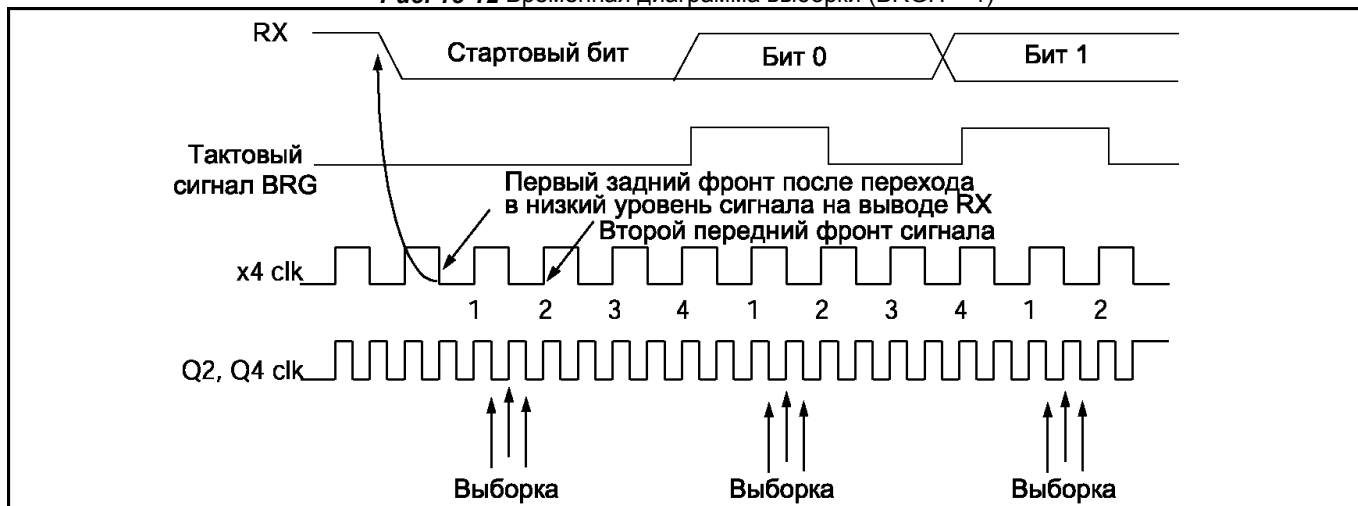 RX
Стартовый бит
Бит 0
Бит 1
Тактовый
сигнал BRG
Первый задний фронт после перехода
в низкий уровень сигнала на выводе RX
Второй передний фронт сигнала
x4 clk
1 2 3 4 1 2 3 4 1 2
Q2, Q4 clk
Выборка Выборка Выборка